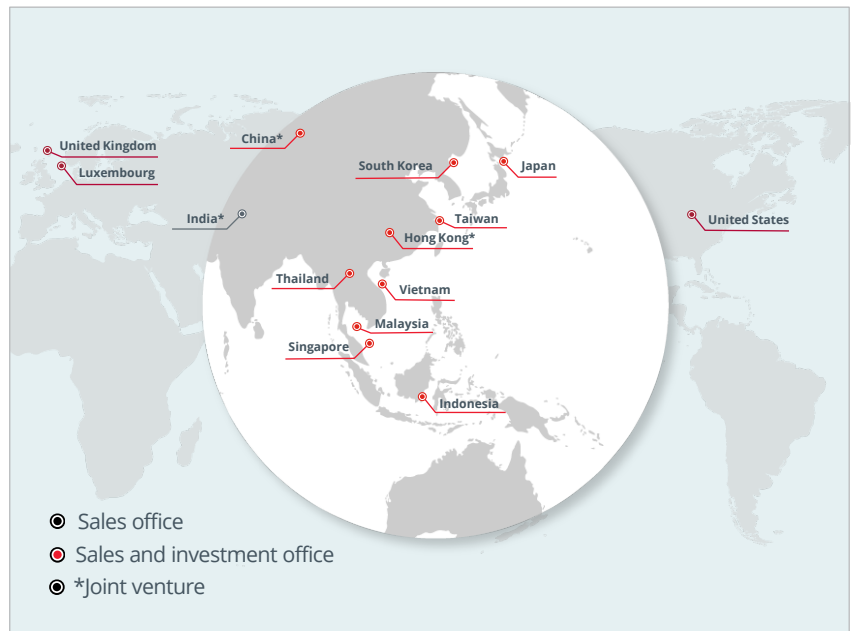 China*
United Kingdom
South Korea
Japan
Luxembourg
India*
Taiwan
United States
Hong Kong*
Thailand
Vietnam
Malaysia
Singapore
Indonesia
Sales office
Sales and investment office
*Joint venture